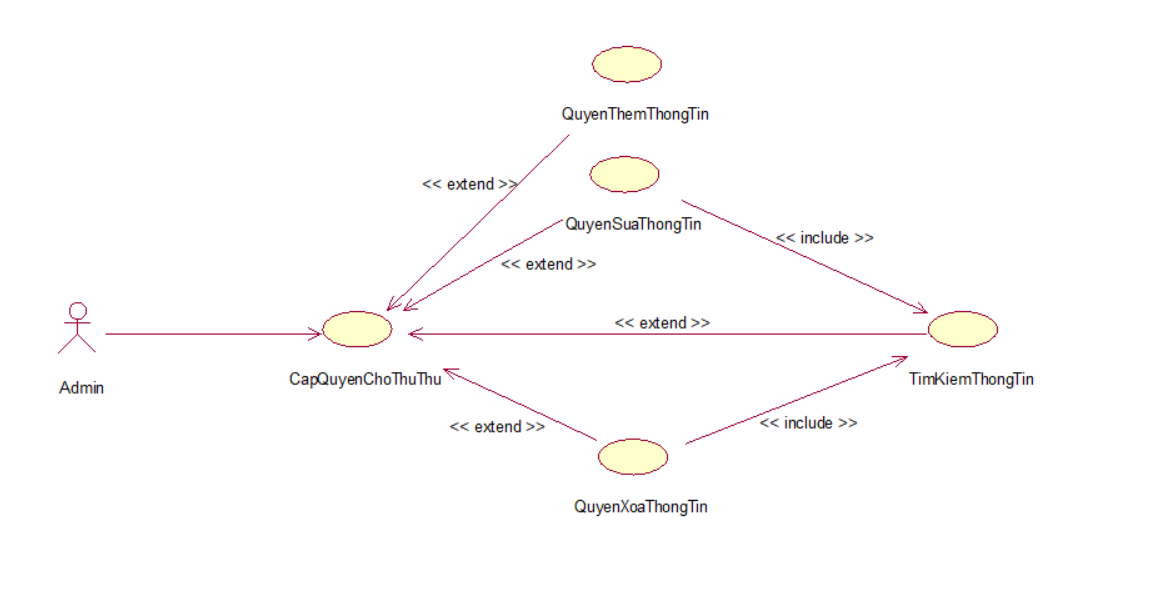 QuyenThemThongTin
<< extend >>
QuyenSuaThongTin
<< include >>
<< extend >>
<< extend >>
Admin
CapQuyenChoThuThu
TimKiemThongTin
<< extend >>
<< include >>
QuyenXoaThongTin